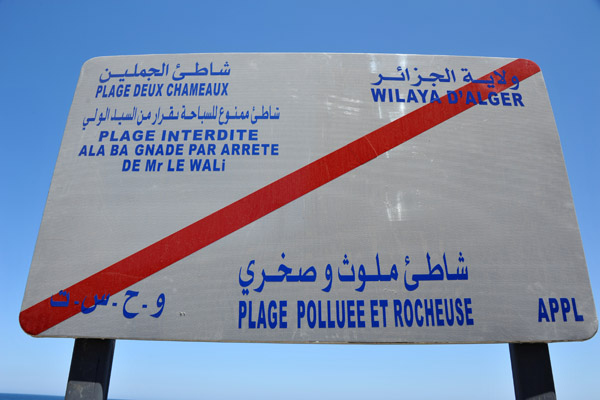 شاطئ الجملين
PLAGE DEUX CHAMEAUX
ولاية الجزائر
WILAYA D'ALGER
شاطئ ممنوع للسباحة بقرار من السيد الولي
PLAGE INTERDITE
ALA BA GNADE PAR ARRETE
DE Mr LE WALi
شاطئ ملوث و صخري
PLAGE POLLUEE ET ROCHEUSE
و.ح.س.ت
APPL